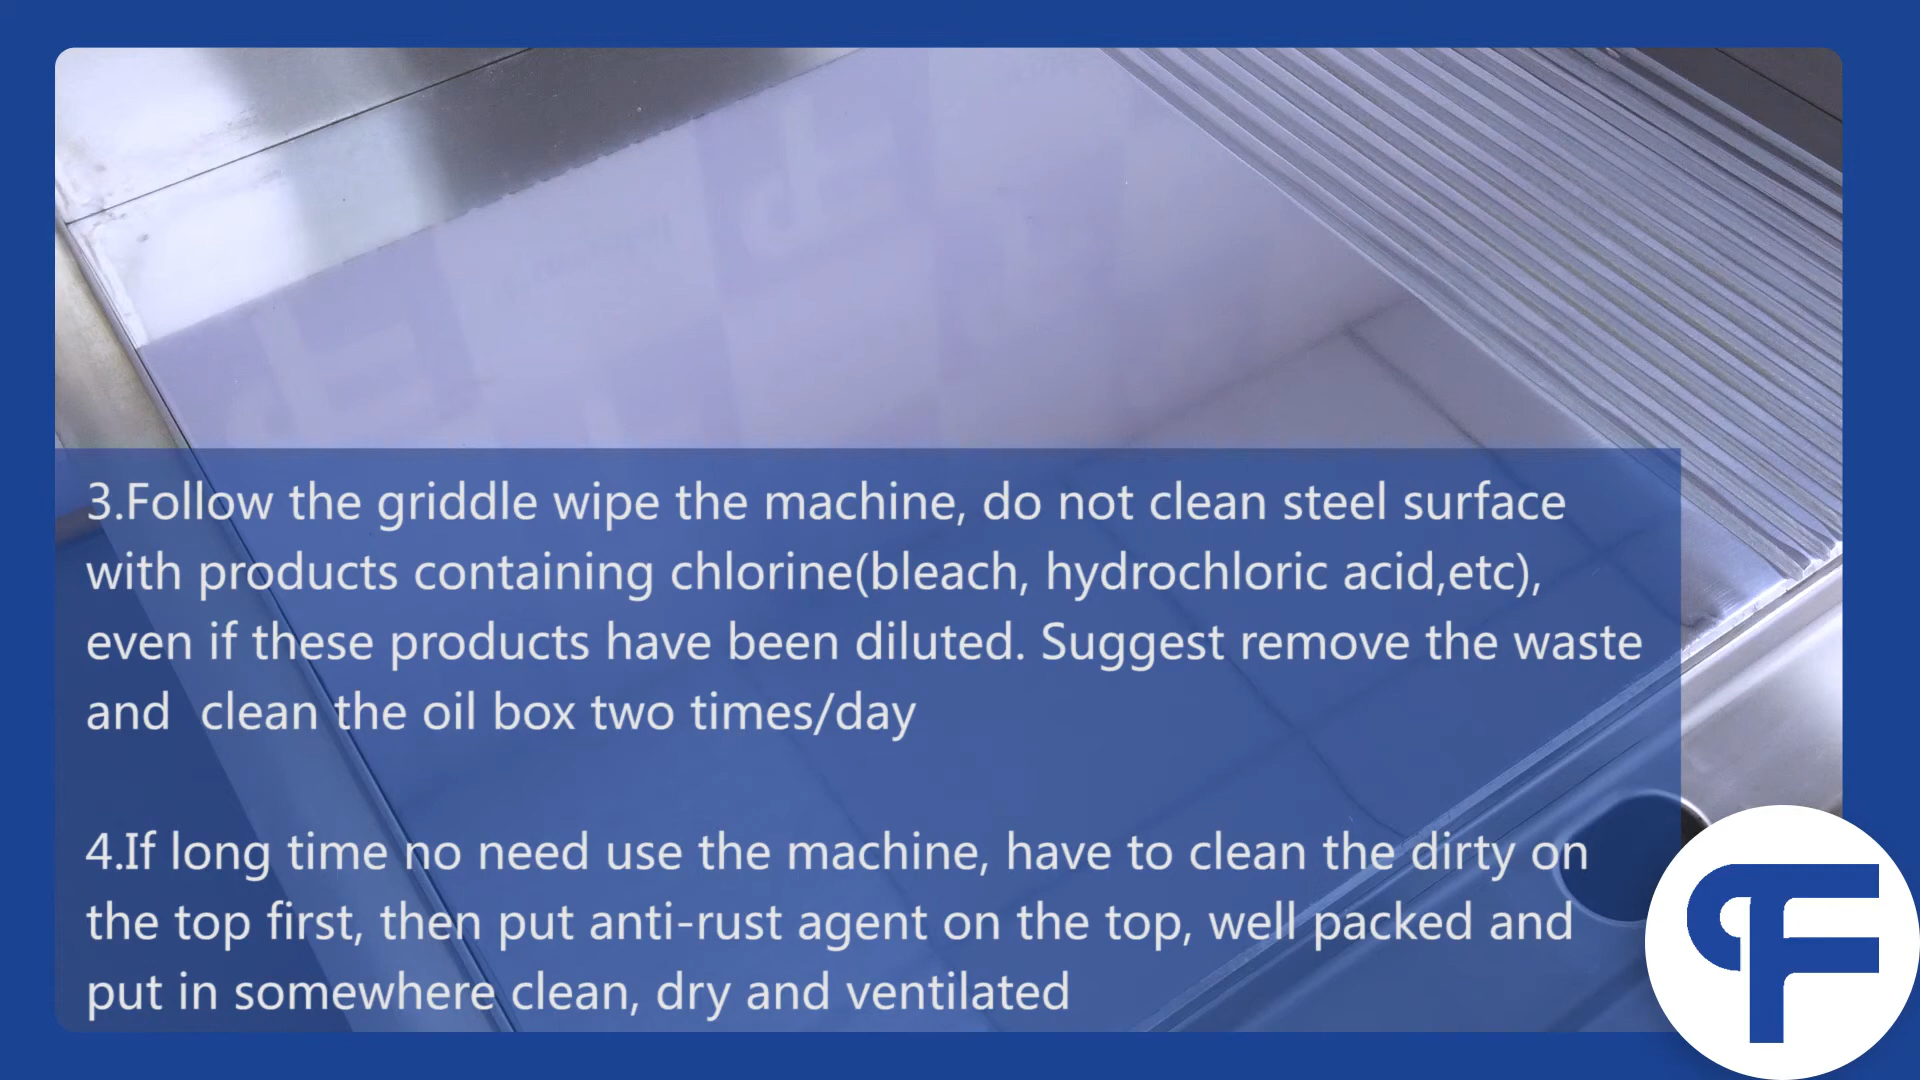 3.Follow the griddle wipe the machine, do not clean steel surface
with products containing chlorine(bleach, hydrochloric acid,etc),
even if these products have been diluted. Suggest remove the waste
and  clean the oil box two times/day
4.If long time no need use the machine, have to clean the dirty on
the top first, then put anti-rust agent on the top, well packed and
put in somewhere clean, dry and ventilated